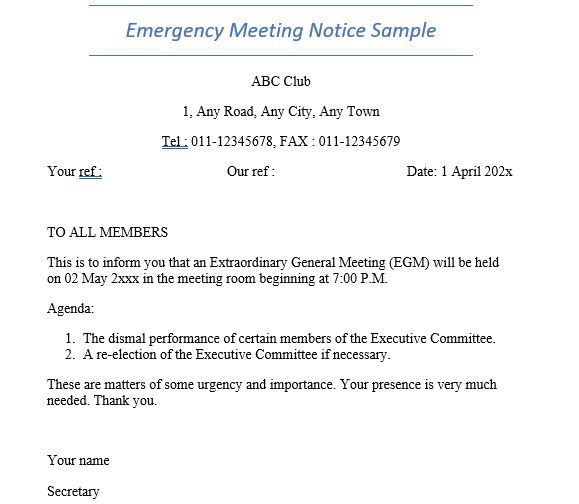 Emergency Meeting Notice Sample
ABC Club
1, Any Road, Any City, Any Town
Tel : 011-12345678, FAX : 011-12345679
Your ref : Our ref : Date: 1 April 202x
TO ALL MEMBERS
This is to inform you that an Extraordinary General Meeting (EGM) will be held
on 02 May 2xxx in the meeting room beginning at 7:00 P.M.
Agenda:
1. The dismal performance of certain members of the Executive Committee.
2. A re-election of the Executive Committee if necessary.
These are matters of some urgency and importance. Your presence is very much
needed. Thank you.
Your name
Secretary